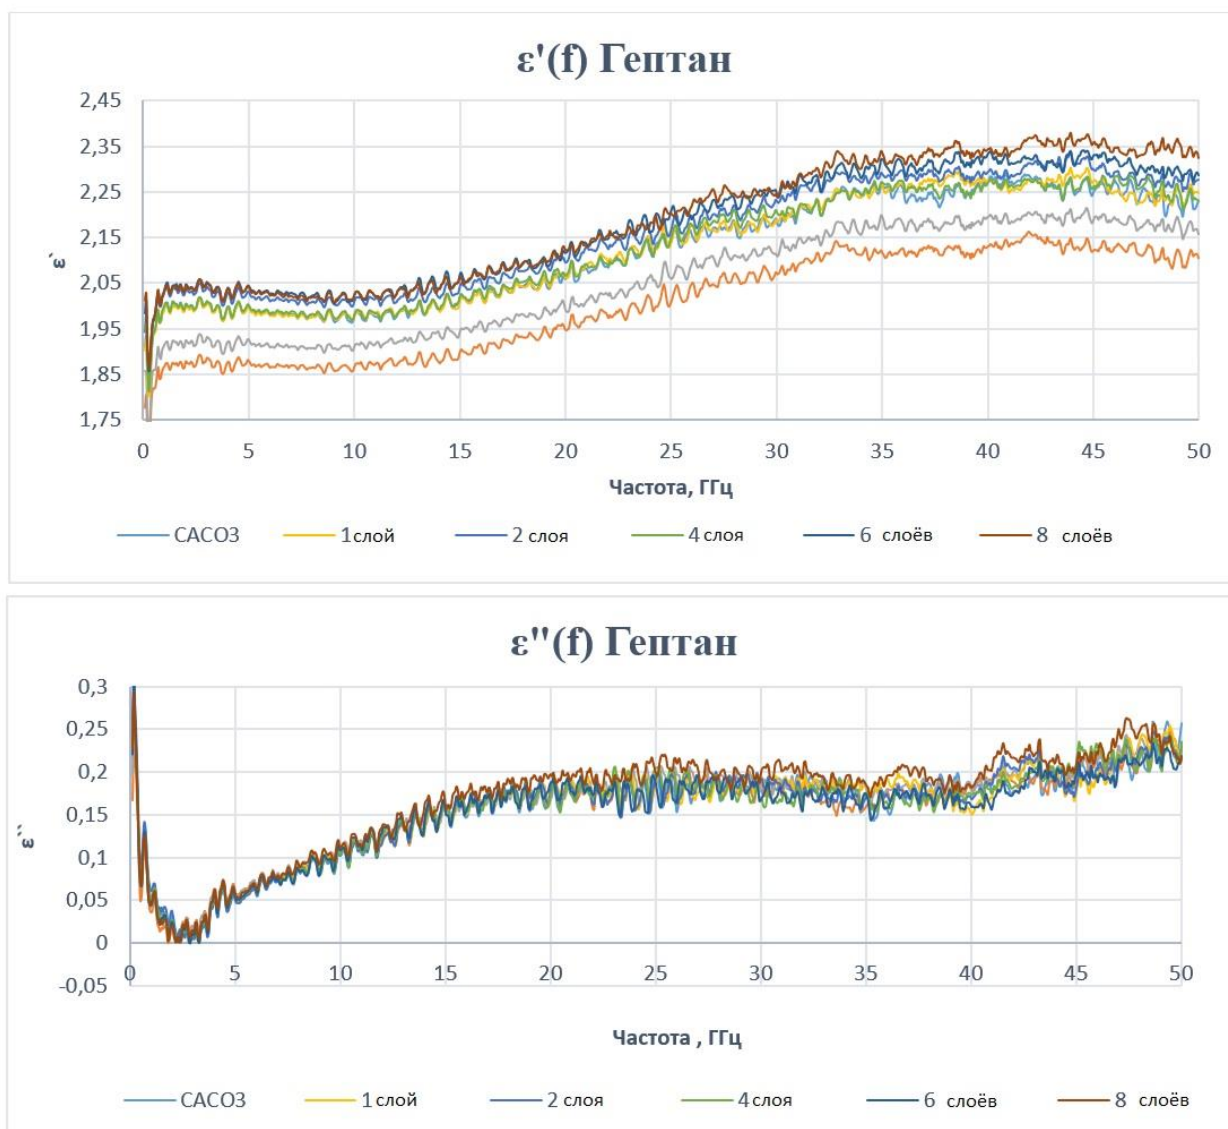 ε'(f) Гептан
2,45
2,35
2,25
2,15
2,05
1,95
1,85
1,75
ε`
0 5 10 15 20 25 30 35 40 45 50
Частота, ГГц
CACO3 1 слой 2 слоя 4 слоя 6 слоёв 8 слоёв
ε''(f) Гептан
0,3
0,25
0,2
0,15
0,1
0,05
0
-0,05
ε``
0 5 10 15 20 25 30 35 40 45 50
Частота , ГГц
CACO3 1 слой 2 слоя 4 слоя 6 слоёв 8 слоёв